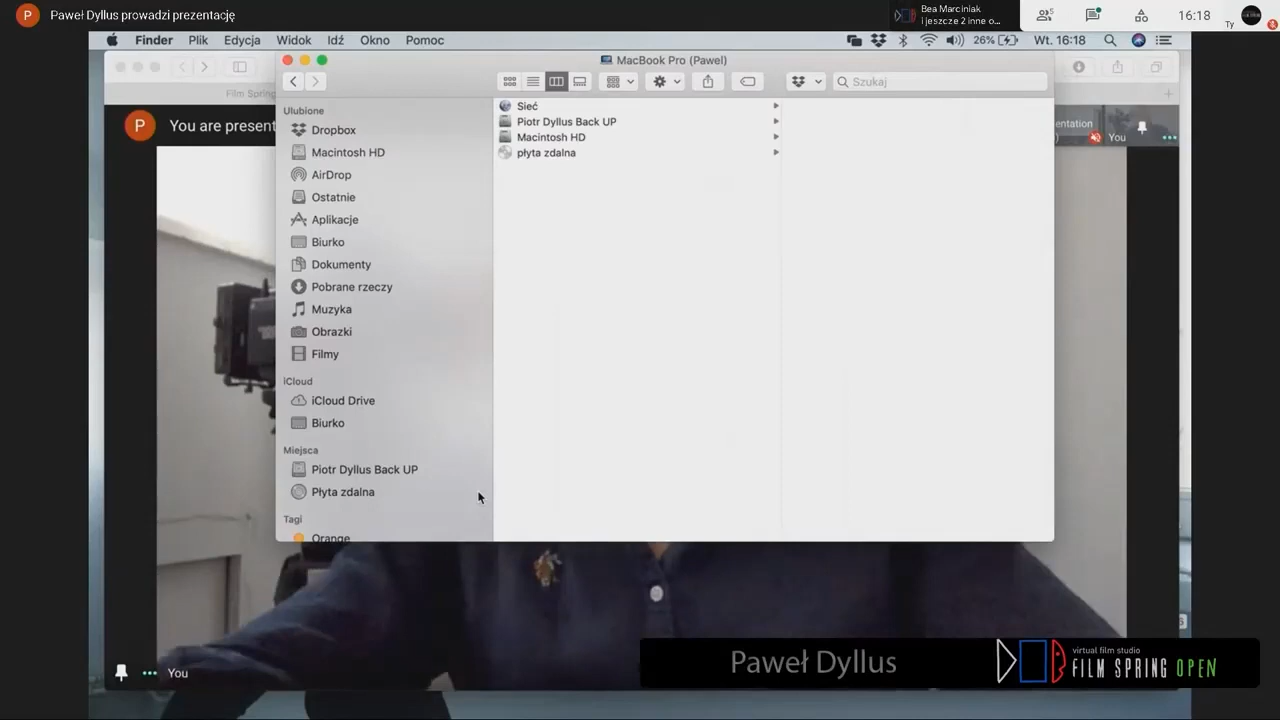 P Paweł Dyllus prowadzi prezentację
Bea Marciniak
i jeszcze 2 inne o...
5
16:18
Ty
Finder Plik Edycja Widok Idź Okno Pomoc
26% Wt. 16:18
MacBook Pro (Pawel)
Szukaj
Film Spring
P You are present
entation
You
Ulubione
Dropbox
Macintosh HD
AirDrop
Ostatnie
Aplikacje
Biurko
Dokumenty
Pobrane rzeczy
Muzyka
Obrazki
Filmy
iCloud
iCloud Drive
Biurko
Miejsca
Piotr Dyllus Back UP
Płyta zdalna
Tagi
Orange
Sieć
Piotr Dyllus Back UP
Macintosh HD
płyta zdalna
You
Paweł Dyllus
virtual film studio
FILM SPRING OPEN